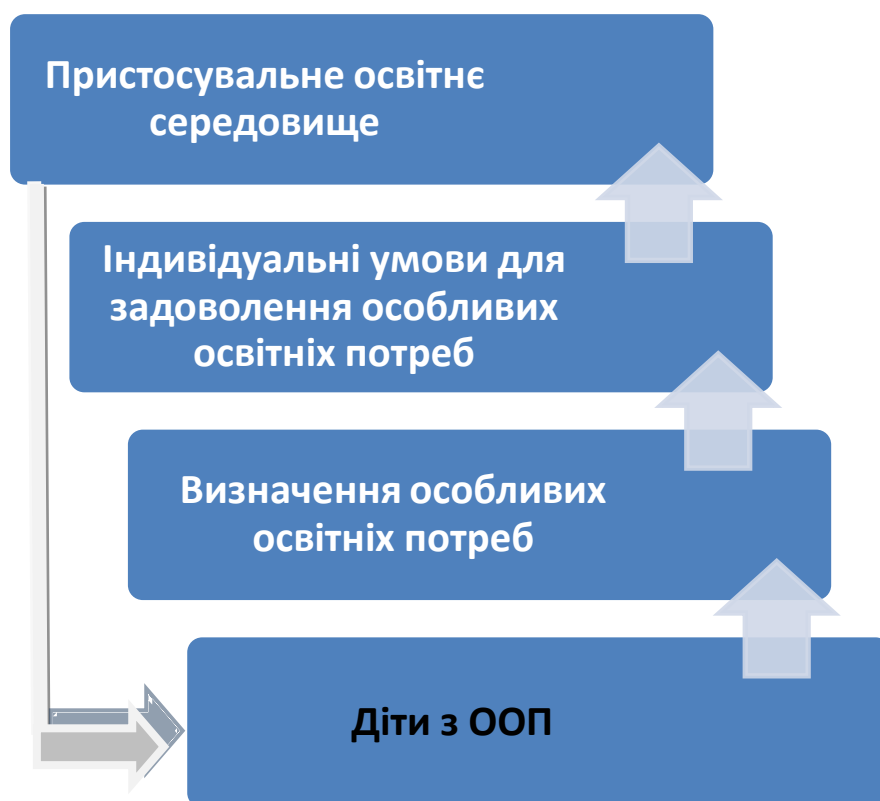 Пристосувальне освітнє
середовище
Індивідуальні умови для
задоволення особливих
освітніх потреб
Визначення особливих
освітніх потреб
Діти з ООП